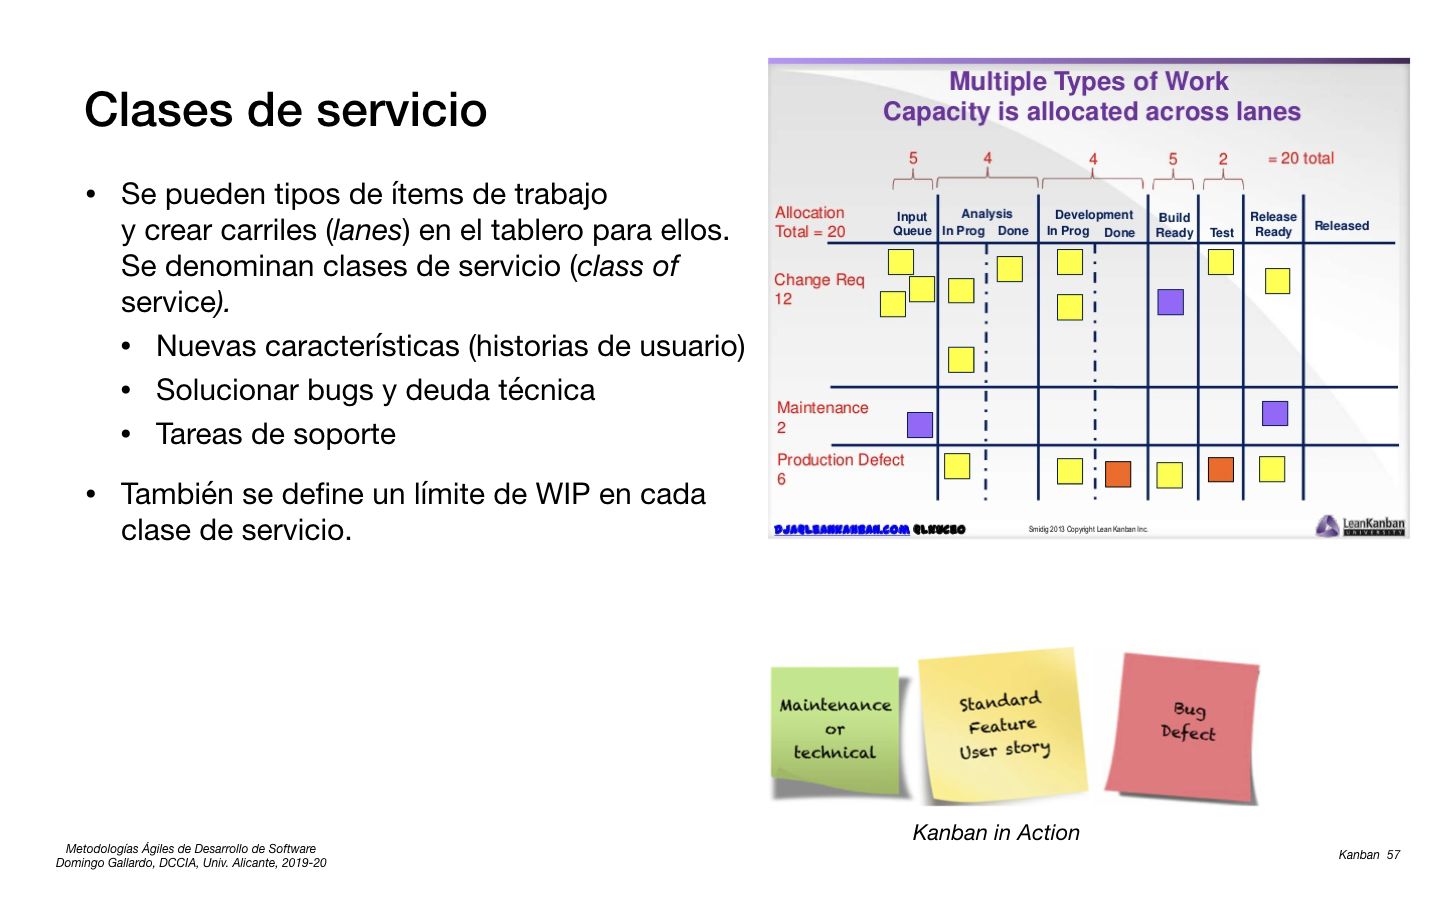 Clases de servicio
• Se pueden tipos de ítems de trabajo
y crear carriles (lanes) en el tablero para ellos.
Se denominan clases de servicio (class of
service).
• Nuevas características (historias de usuario)
• Solucionar bugs y deuda técnica
• Tareas de soporte
• También se define un límite de WIP en cada
clase de servicio.
Multiple Types of Work
Capacity is allocated across lanes
5 4 4 5 2 = 20 total
Allocation
Total = 20
Input
Queue
Analysis
In Prog Done
Development
In Prog Done
Build
Ready
Test
Release
Ready
Released
Change Req
12
Maintenance
2
Production Defect
6
DJA@LEANKANBAN.COM @LKUCEO
Smidig 2013 Copyright Lean Kanban Inc.
LeanKanban
UNIVERSITY
Maintenance
or
technical
Standard
Feature
User story
Bug
Defect
Kanban in Action
Metodologías Ágiles de Desarrollo de Software
Domingo Gallardo, DCCIA, Univ. Alicante, 2019-20
Kanban 57